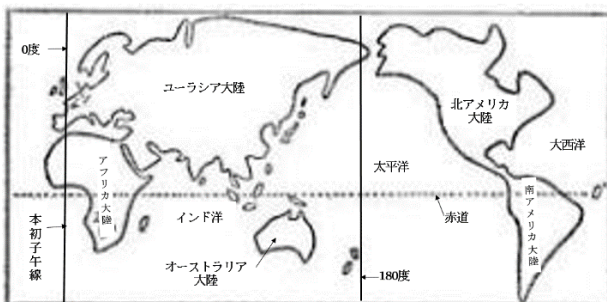 0度
ユーラシア大陸
北アメリカ
大陸
大西洋
太平洋
アフリカ大陸
インド洋
赤道
南アメリカ大陸
本初子午線
オーストラリア
大陸
180度